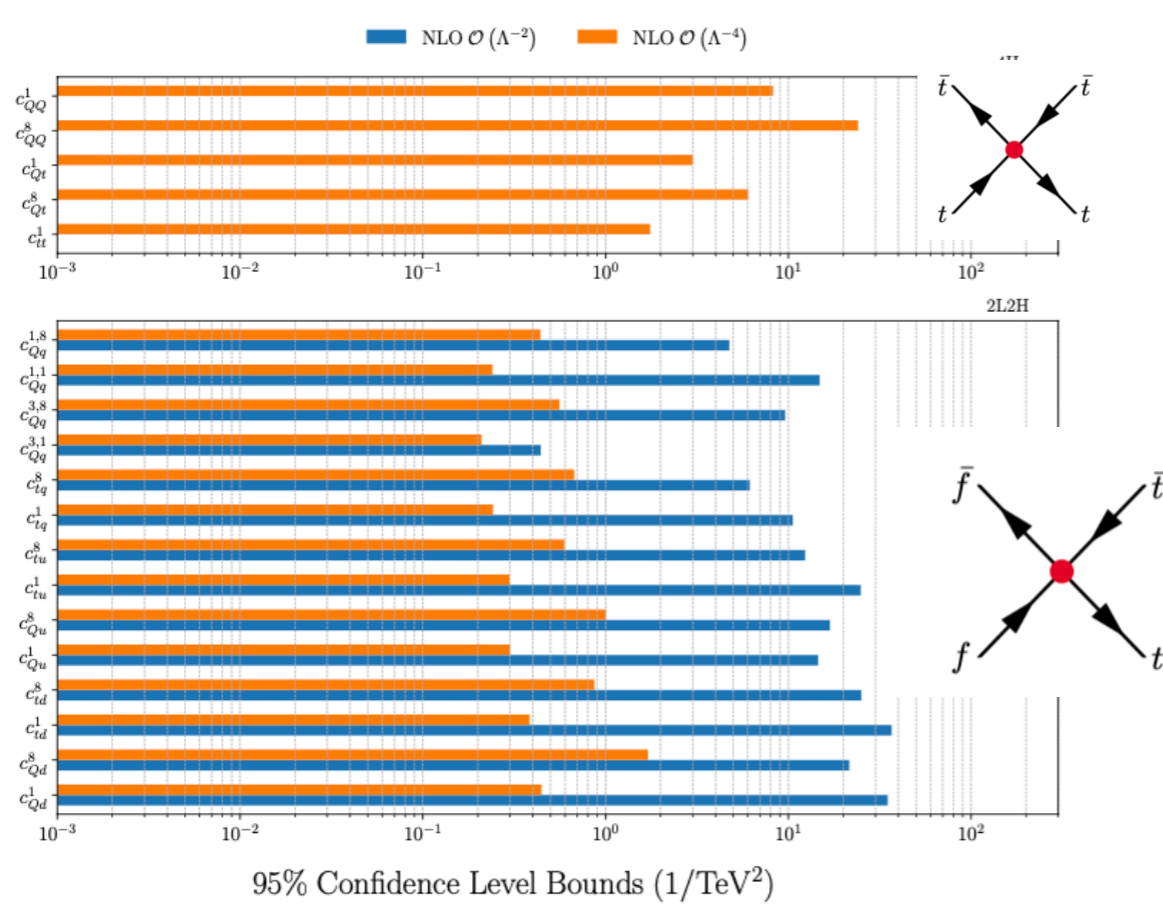 NLO 𝒪 (Λ⁻²) NLO 𝒪 (Λ⁻⁴)
c¹_QQ
c⁸_QQ
c¹_Qt
c⁸_Qt
c¹_tt
10⁻³ 10⁻² 10⁻¹ 10⁰ 10¹ 10²
t̄ t̄
t t
2L2H
c^{1,8}_Qq
c^{1,1}_Qq
c^{3,8}_Qq
c^{3,1}_Qq
c⁸_tq
c¹_tq
c⁸_tu
c¹_tu
c⁸_Qu
c¹_Qu
c⁸_td
c¹_td
c⁸_Qd
c¹_Qd
f̄ t̄
f t
10⁻³ 10⁻² 10⁻¹ 10⁰ 10¹ 10²
95% Confidence Level Bounds (1/TeV²)